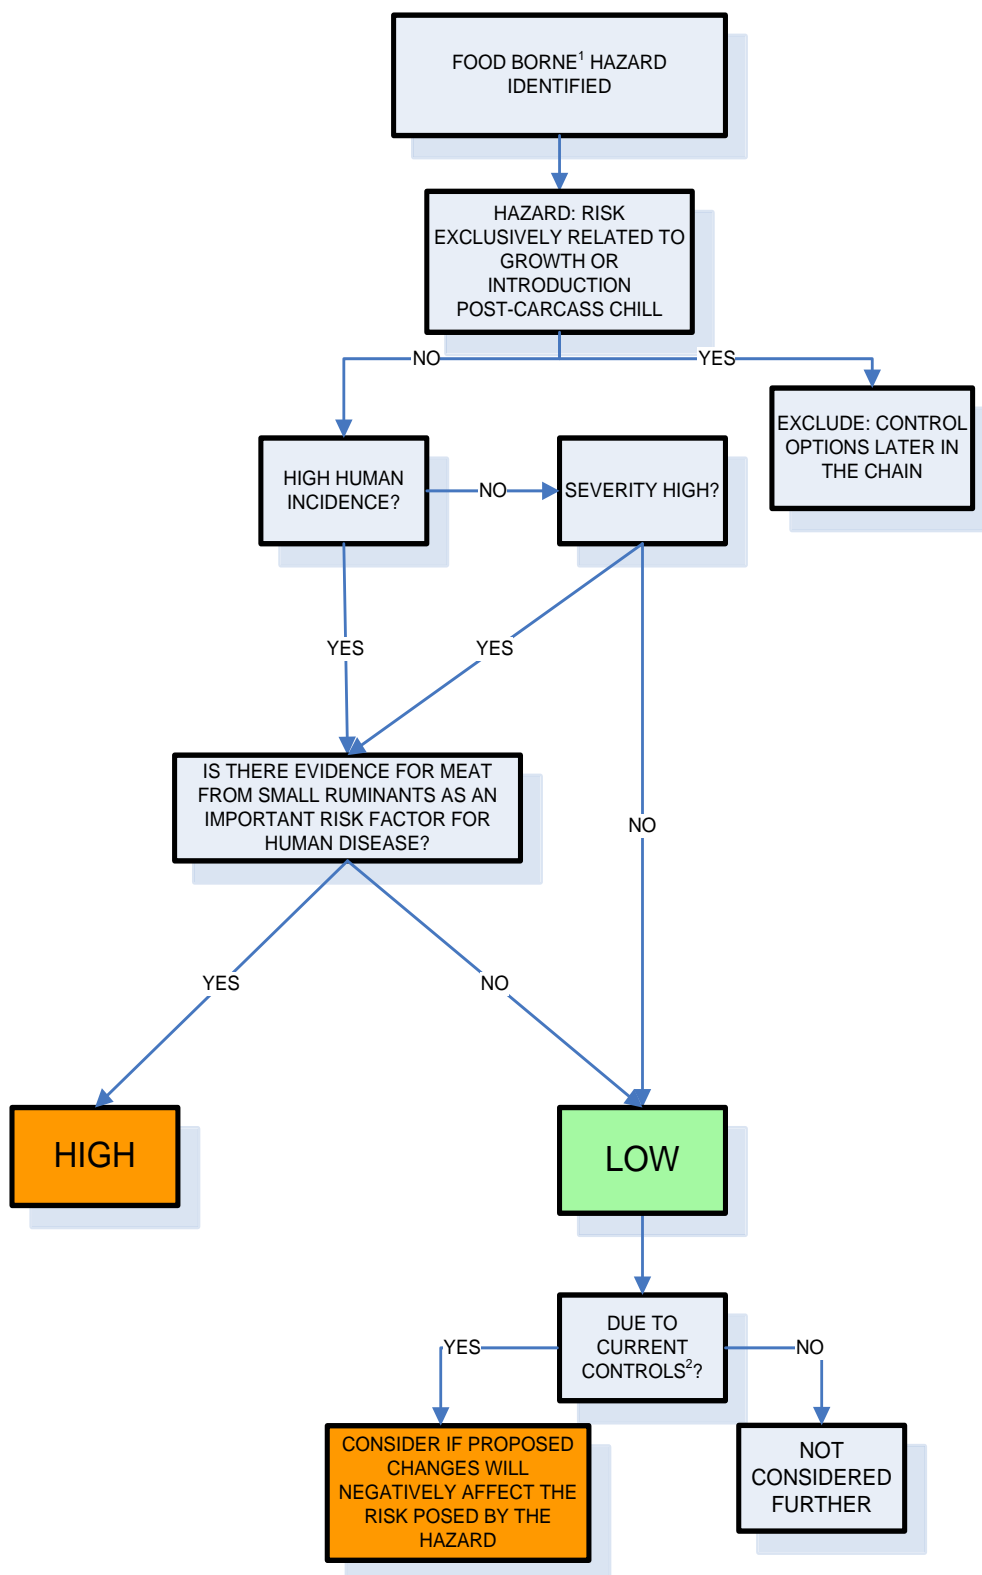 FOOD BORNE¹ HAZARD
IDENTIFIED
HAZARD: RISK
EXCLUSIVELY RELATED TO
GROWTH OR
INTRODUCTION
POST-CARCASS CHILL
NO
YES
EXCLUDE: CONTROL
OPTIONS LATER IN
THE CHAIN
HIGH HUMAN
INCIDENCE?
NO
SEVERITY HIGH?
YES
YES
IS THERE EVIDENCE FOR MEAT
FROM SMALL RUMINANTS AS AN
IMPORTANT RISK FACTOR FOR
HUMAN DISEASE?
NO
YES
NO
HIGH
LOW
DUE TO
CURRENT
CONTROLS²?
YES
NO
CONSIDER IF PROPOSED
CHANGES WILL
NEGATIVELY AFFECT THE
RISK POSED BY THE
HAZARD
NOT
CONSIDERED
FURTHER